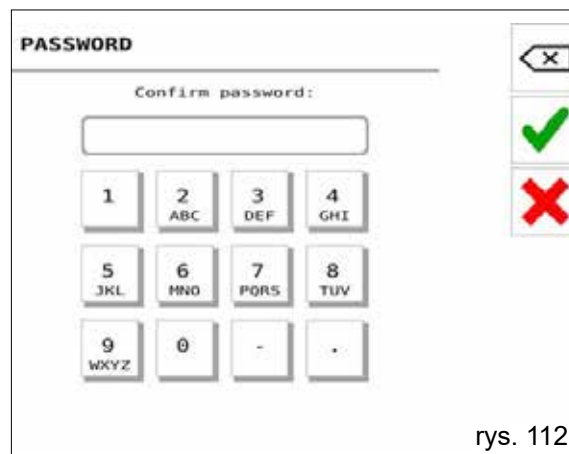 PASSWORD
Confirm password:
1
2
3
4
ABC
DEF
GHI
5
6
7
8
JKL
MNO
PQRS
TUV
9
0
-
.
WXYZ
rys. 112